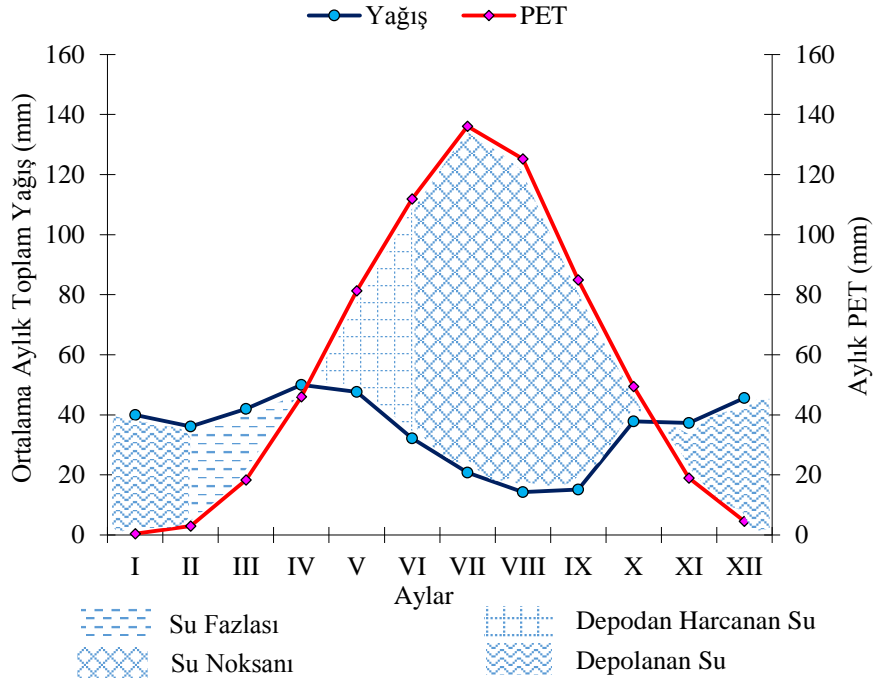 Yağış PET
160 160
140 140
120 120
100 100
80 80
60 60
40 40
20 20
0 0
Ortalama Aylık Toplam Yağış (mm)
Aylık PET (mm)
I II III IV V VI VII VIII IX X XI XII
Aylar
Su Fazlası Depodan Harcanan Su
Su Noksanı Depolanan Su